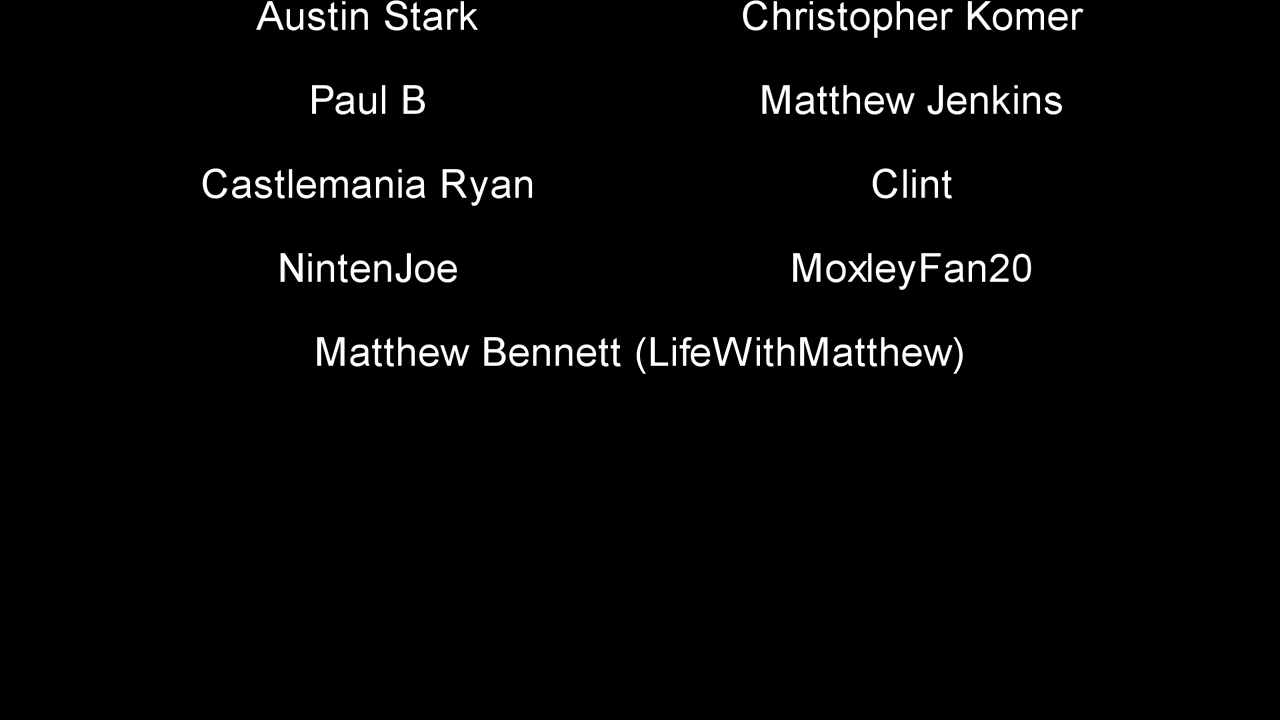 Austin Stark Christopher Komer
Paul B Matthew Jenkins
Castlemania Ryan Clint
NintenJoe MoxleyFan20
Matthew Bennett (LifeWithMatthew)